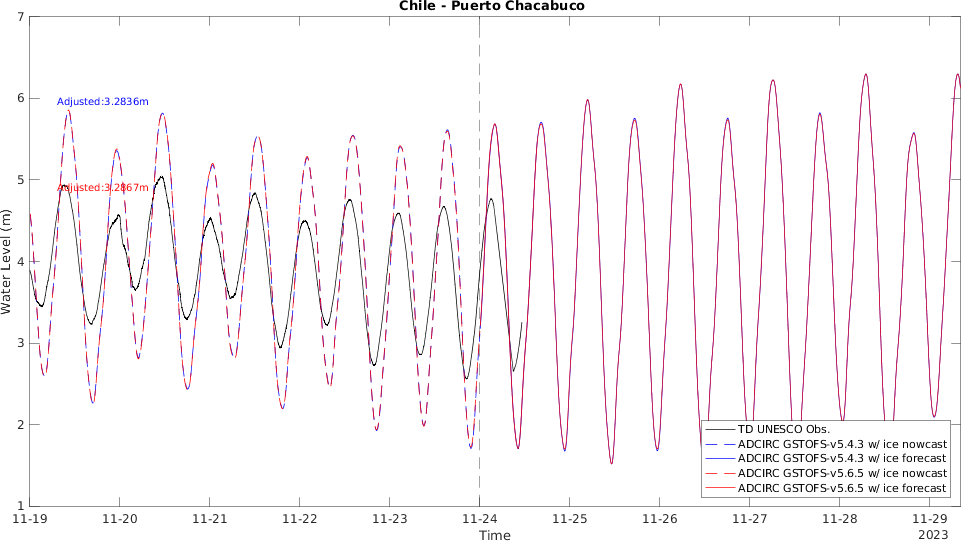 Chile - Puerto Chacabuco
7
6
5
4
3
2
1
Water Level (m)
Adjusted:3.2836m
Adjusted:3.2867m
TD UNESCO Obs.
ADCIRC GSTOFS-v5.4.3 w/ ice nowcast
ADCIRC GSTOFS-v5.4.3 w/ ice forecast
ADCIRC GSTOFS-v5.6.5 w/ ice nowcast
ADCIRC GSTOFS-v5.6.5 w/ ice forecast
11-19 11-20 11-21 11-22 11-23 11-24 11-25 11-26 11-27 11-28 11-29
Time
2023